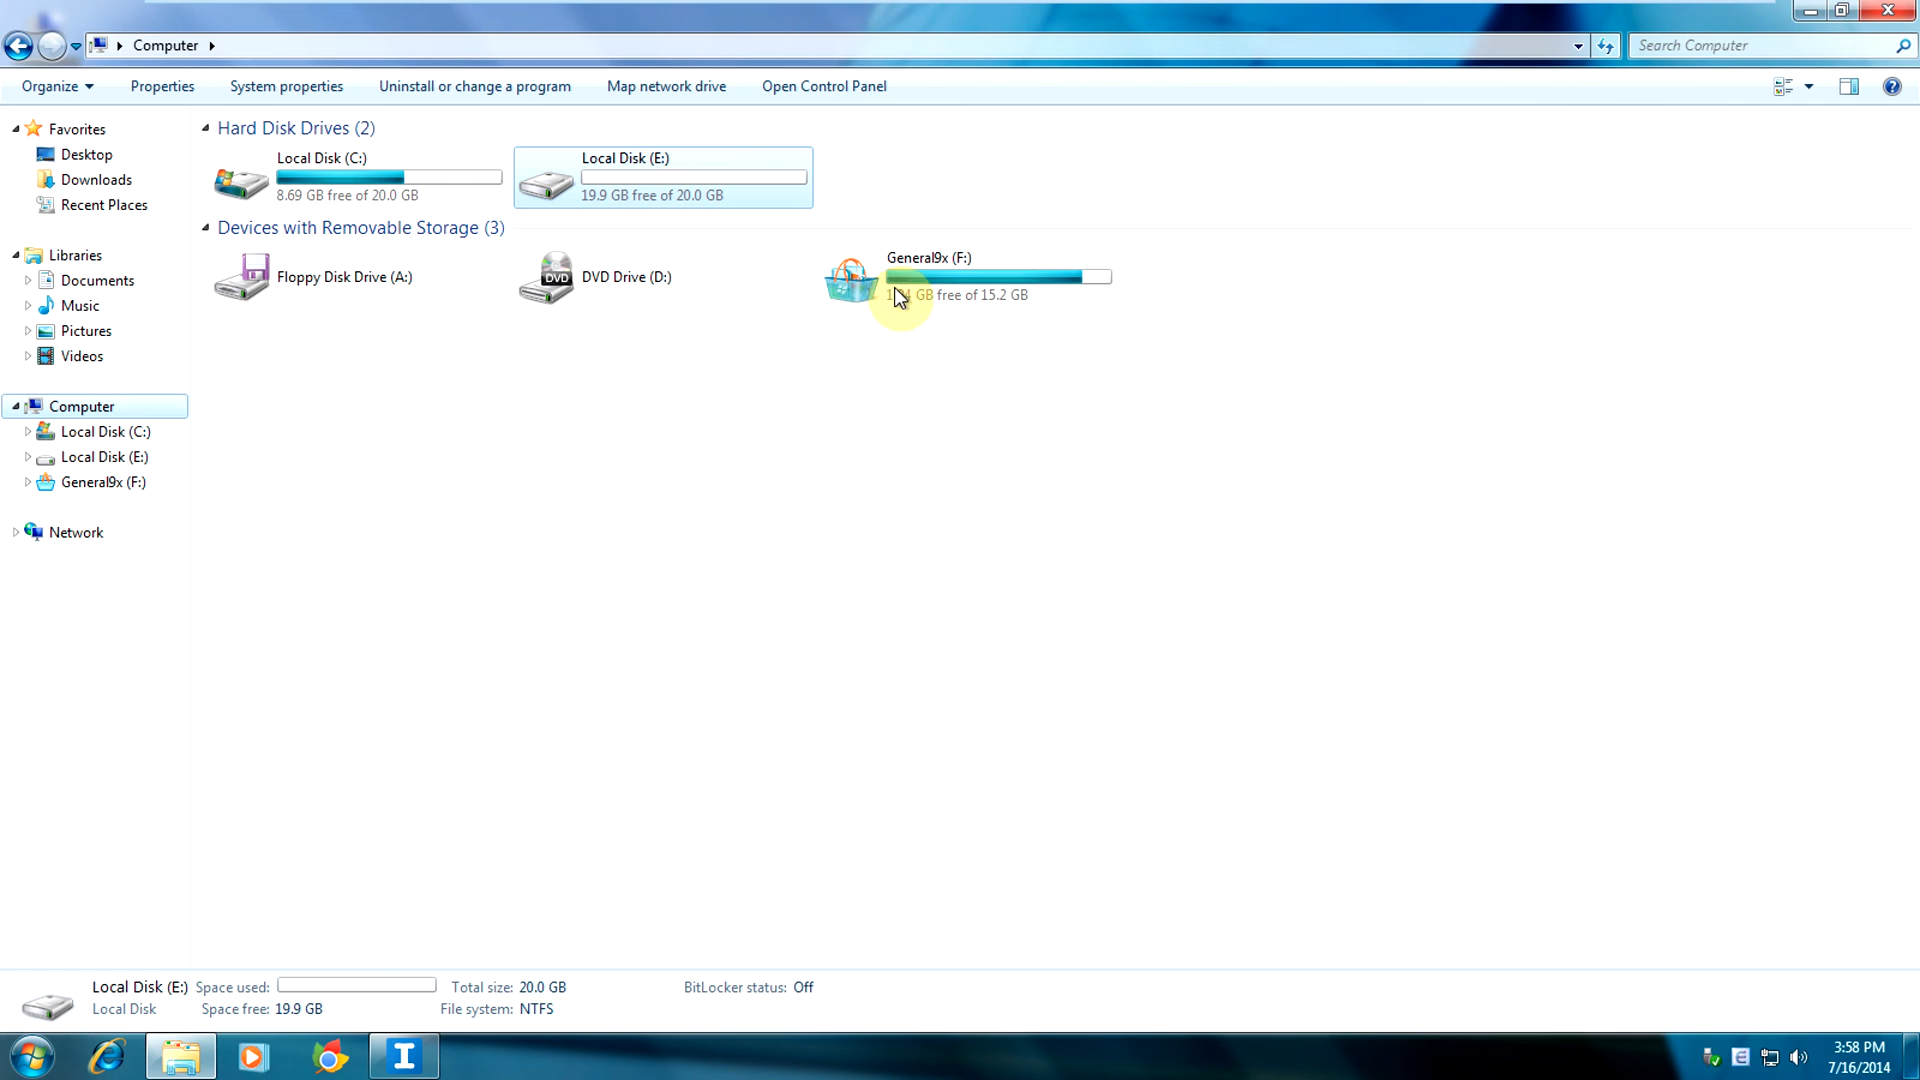 Computer
Search Computer
Organize
Properties
System properties
Uninstall or change a program
Map network drive
Open Control Panel
Favorites
Desktop
Downloads
Recent Places
Libraries
Documents
Music
Pictures
Videos
Computer
Local Disk (C:)
Local Disk (E:)
General9x (F:)
Network
Hard Disk Drives (2)
Local Disk (C:)
8.69 GB free of 20.0 GB
Local Disk (E:)
19.9 GB free of 20.0 GB
Devices with Removable Storage (3)
Floppy Disk Drive (A:)
DVD
DVD Drive (D:)
General9x (F:)
GB free of 15.2 GB
Local Disk (E:) Space used: Total size: 20.0 GB BitLocker status: Off
Local Disk Space free: 19.9 GB File system: NTFS
3:58 PM
7/16/2014